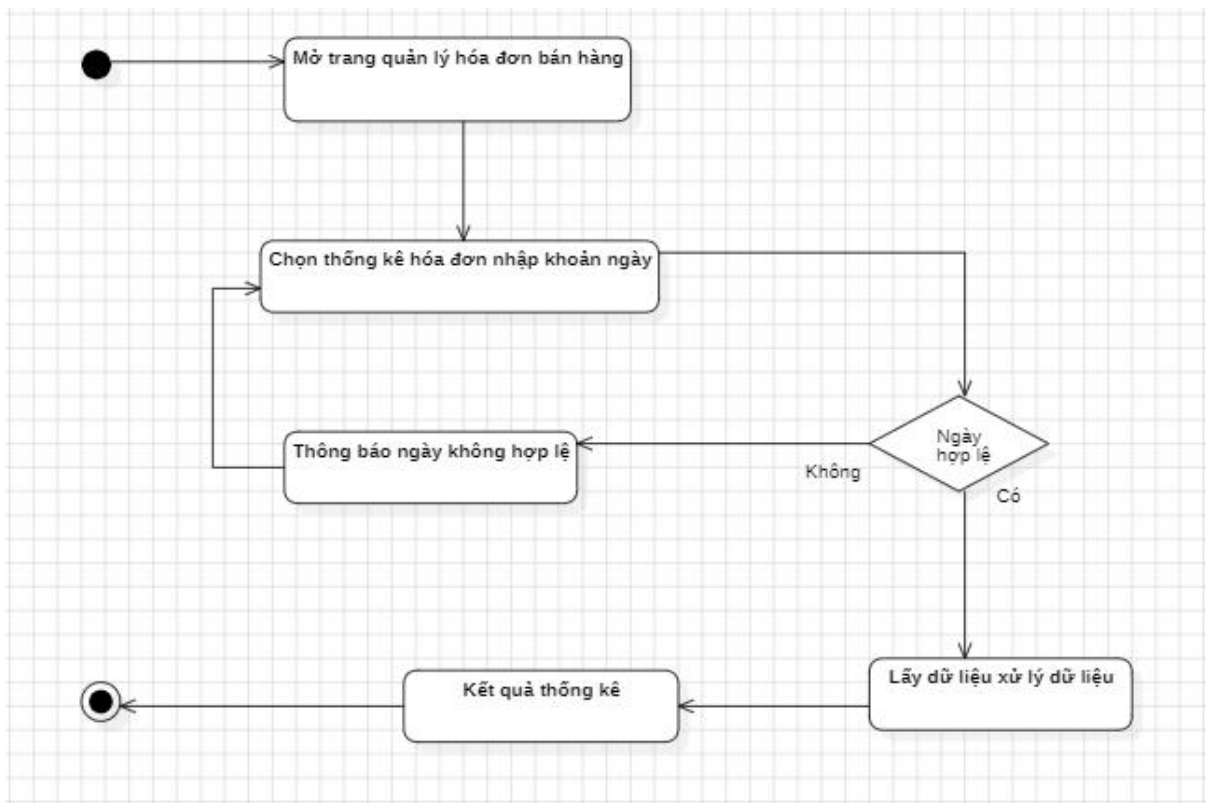 Mở trang quản lý hóa đơn bán hàng
Chọn thống kê hóa đơn nhập khoản ngày
Ngày
hợp lệ
Thông báo ngày không hợp lệ
Không
Có
Lấy dữ liệu xử lý dữ liệu
Kết quả thống kê